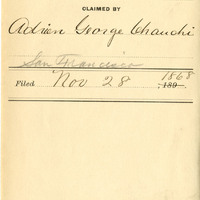 CLAIMED BY
Adrien George Chauchi
San Francisco
1868
Filed Nov 28 189